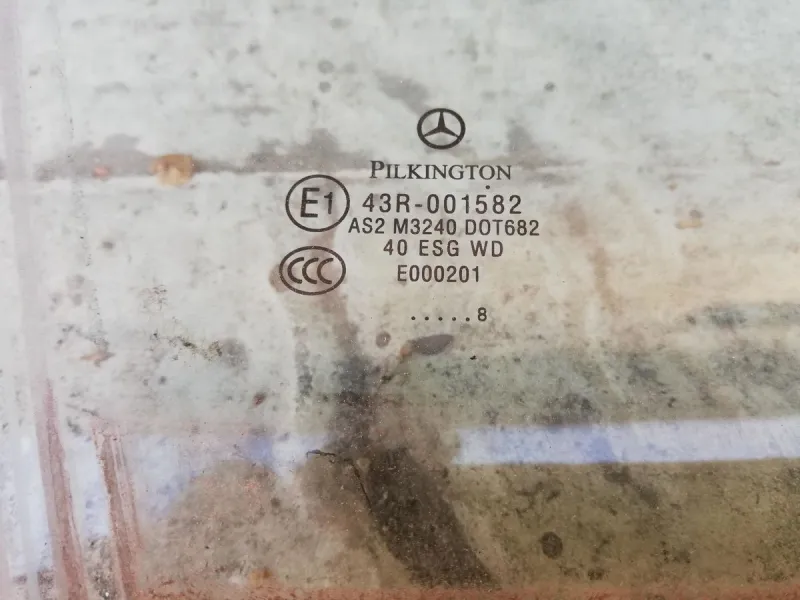 PILKINGTON
E1 43R-001582
AS2 M3240 DOT682
40 ESG WD
CCC E000201
.....8